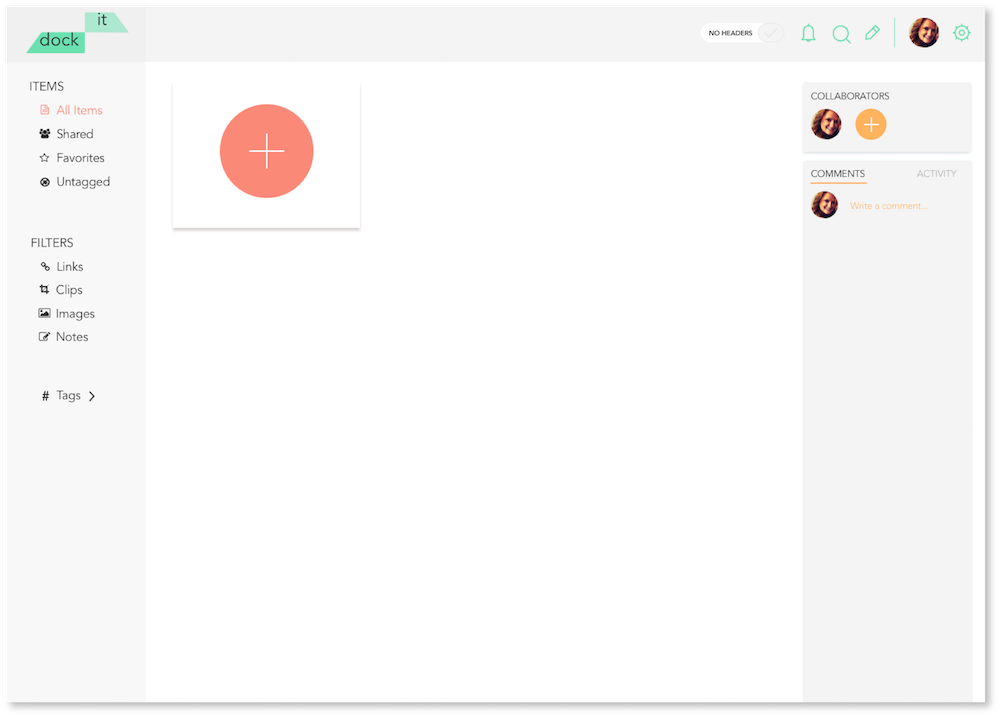 it
dock
NO HEADERS
ITEMS
All Items
Shared
Favorites
Untagged
FILTERS
Links
Clips
Images
Notes
# Tags
COLLABORATORS
COMMENTS
ACTIVITY
Write a comment...